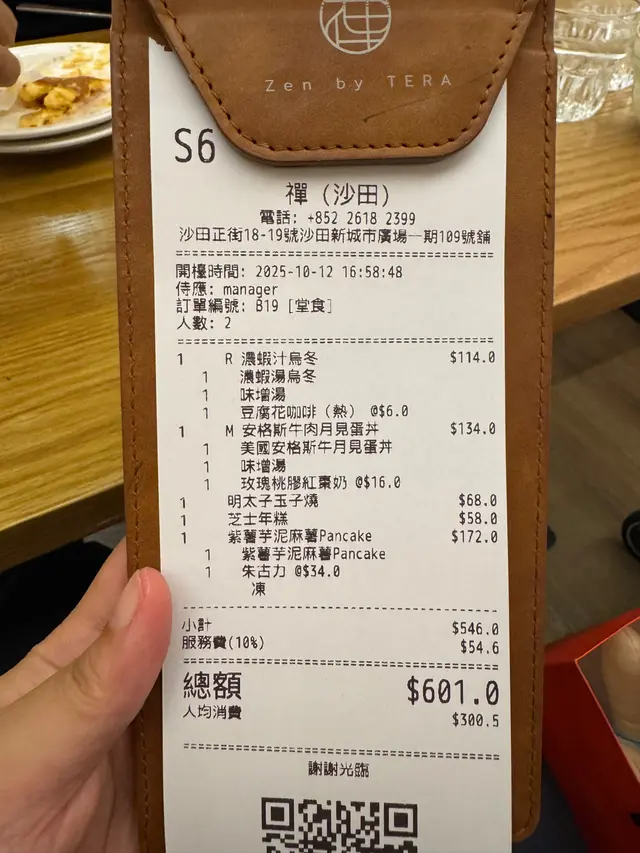 禪
Zen by TERA
S6
禪 (沙田)
電話: +852 2618 2399
沙田正街18-19號沙田新城市廣場一期109號舖
開檯時間: 2025-10-12 16:58:48
侍應: manager
訂單編號: B19 [堂食]
人數: 2
1 R 濃蝦汁烏冬 $114.0
1 濃蝦湯烏冬
1 味增湯
1 豆腐花咖啡 (熱) @$6.0
1 M 安格斯牛肉月見蛋丼 $134.0
1 美國安格斯牛月見蛋丼
1 味增湯
1 玫瑰桃膠紅棗奶 @$16.0
1 明太子玉子燒 $68.0
1 芝士年糕 $58.0
1 紫薯芋泥麻薯Pancake $172.0
1 紫薯芋泥麻薯Pancake
1 朱古力 @$34.0
凍
小計 $546.0
服務費(10%) $54.6
總額 $601.0
人均消費 $300.5
謝謝光臨